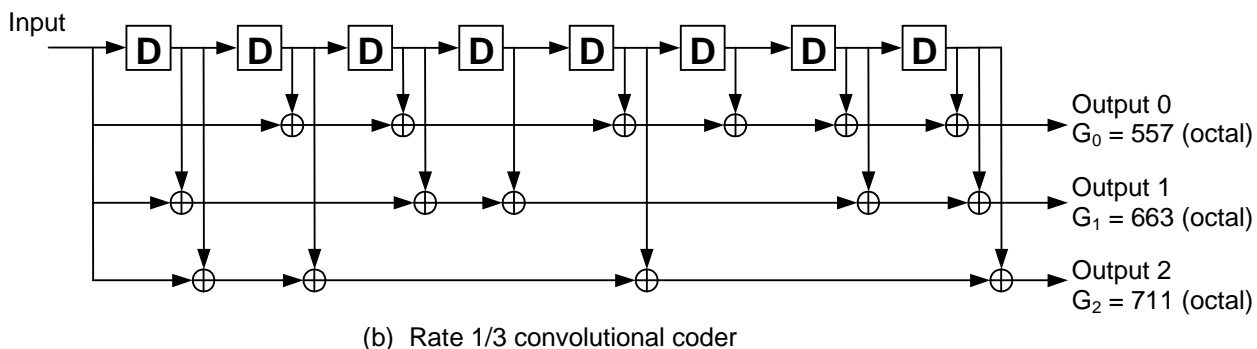 Input
D D D D D D D D
Output 0
G₀ = 557 (octal)
Output 1
G₁ = 663 (octal)
Output 2
G₂ = 711 (octal)
(b) Rate 1/3 convolutional coder